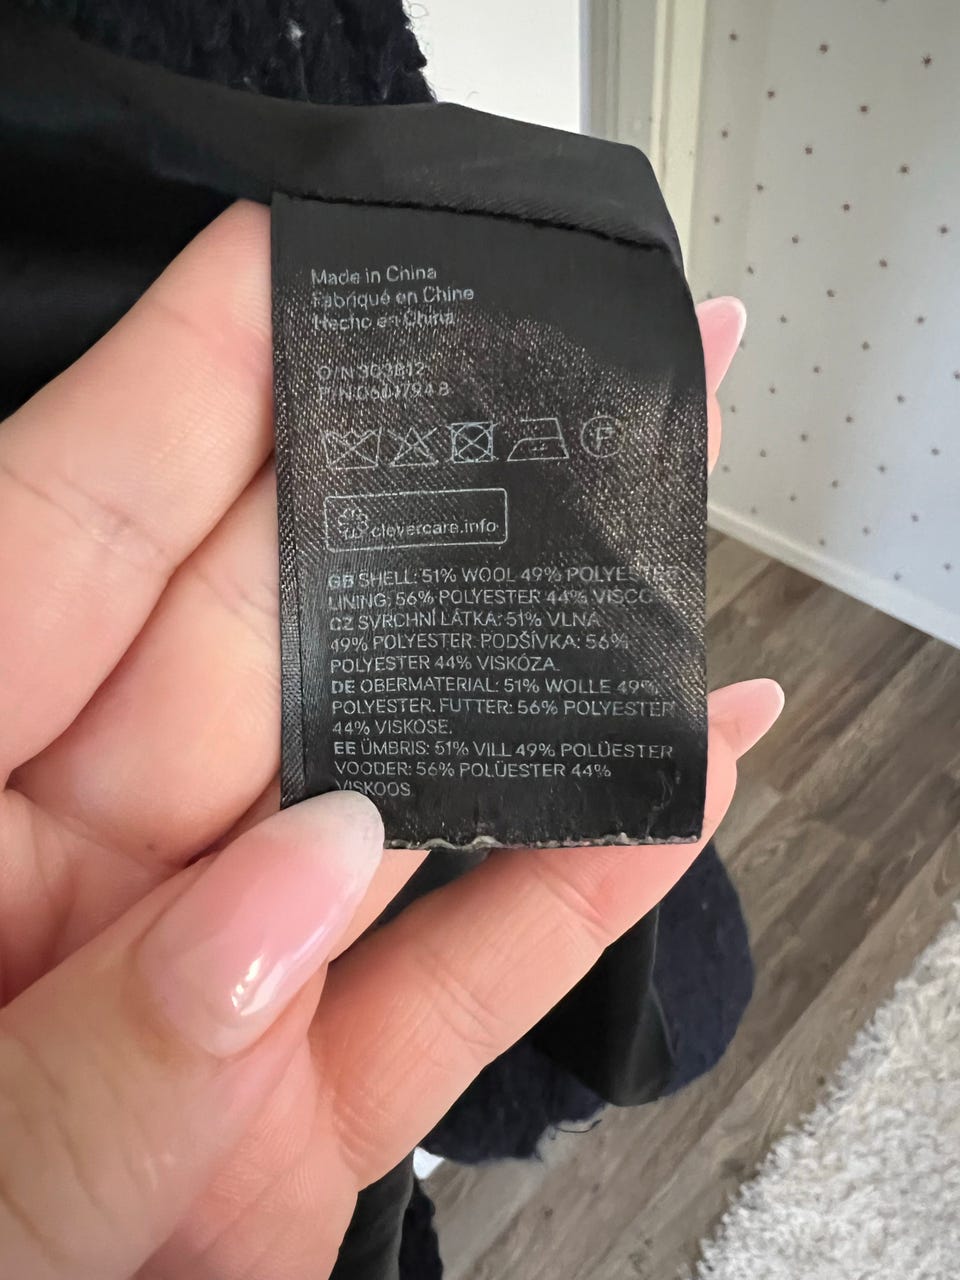 Made in China
Fabriqué en Chine
Hecho en China
O/N
P/N
F
clevercare.info
GB SHELL: 51% WOOL 49% POLYESTER
LINING: 56% POLYESTER 44%
CZ SVRCHNÍ LÁTKA: 51% VLNA
49% POLYESTER. PODŠÍVKA: 56%
POLYESTER 44% VISKÓZA.
DE OBERMATERIAL: 51% WOLLE 49%
POLYESTER. FUTTER: 56% POLYESTER
44% VISKOSE.
EE ÜMBRIS: 51% VILL 49% POLÜESTER
VOODER: 56% POLÜESTER 44%
VISKOOS